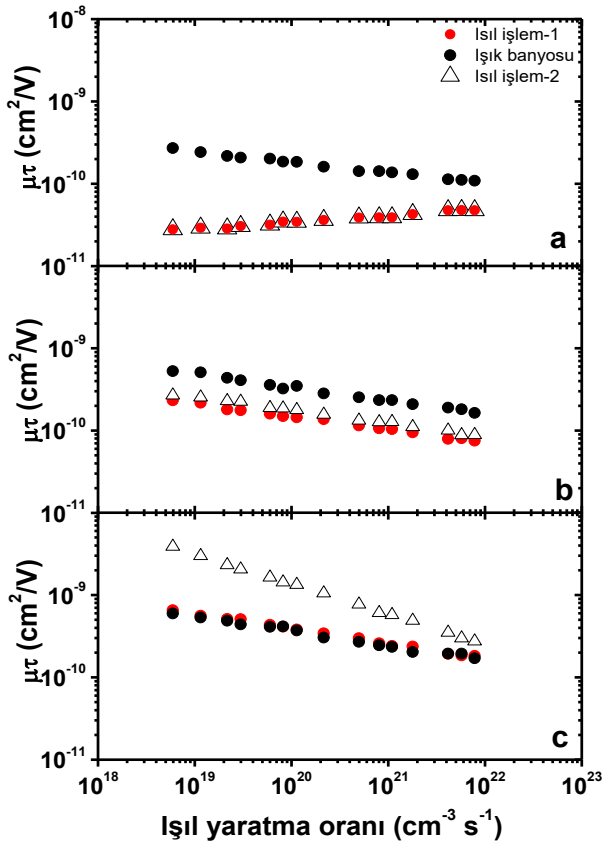 10⁻⁸
Isıl işlem-1
Işık banyosu
Isıl işlem-2
10⁻⁹
μτ (cm²/V)
10⁻¹⁰
a
10⁻¹¹
10⁻⁹
μτ (cm²/V)
10⁻¹⁰
b
10⁻¹¹
10⁻⁹
μτ (cm²/V)
10⁻¹⁰
c
10⁻¹¹
10¹⁸ 10¹⁹ 10²⁰ 10²¹ 10²² 10²³
Işıl yaratma oranı (cm⁻³ s⁻¹)